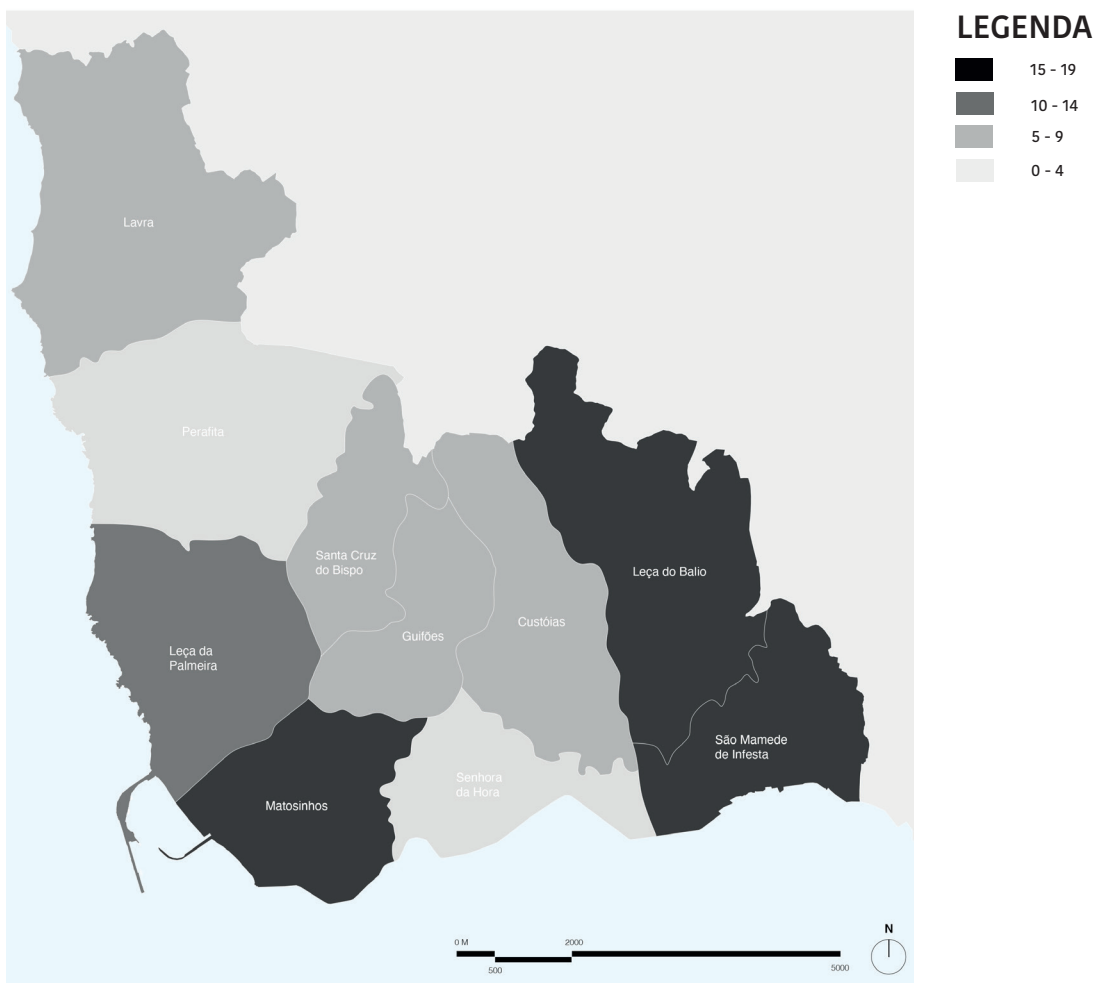 LEGENDA
15 - 19
10 - 14
5 - 9
0 - 4
Lavra
Perafita
Santa Cruz
do Bispo
Leça do Balio
Custóias
Guifões
Leça da
Palmeira
São Mamede
de Infesta
Senhora
da Hora
Matosinhos
N
0 M
2000
500
5000